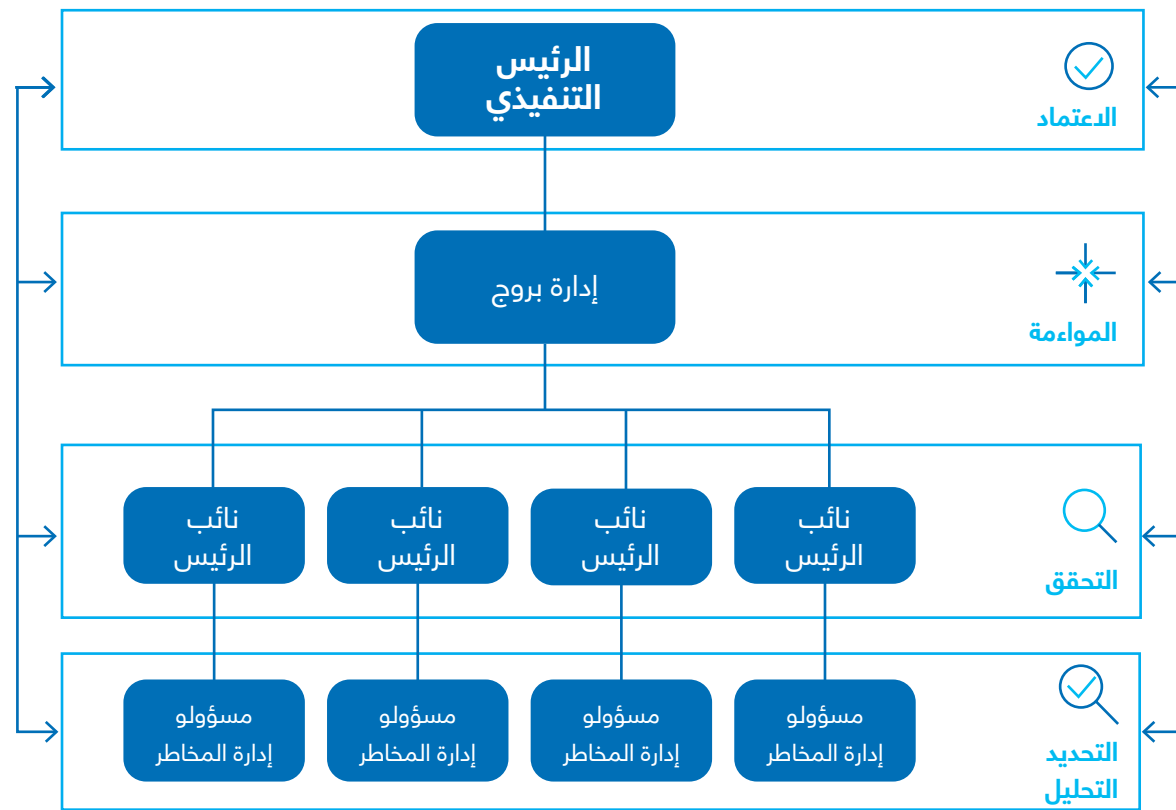 الرئيس
التنفيذي
الاعتماد
إدارة بروج
المواءمة
نائب
الرئيس
نائب
الرئيس
نائب
الرئيس
نائب
الرئيس
التحقق
مسؤولو
إدارة المخاطر
مسؤولو
إدارة المخاطر
مسؤولو
إدارة المخاطر
مسؤولو
إدارة المخاطر
التحديد
التحليل